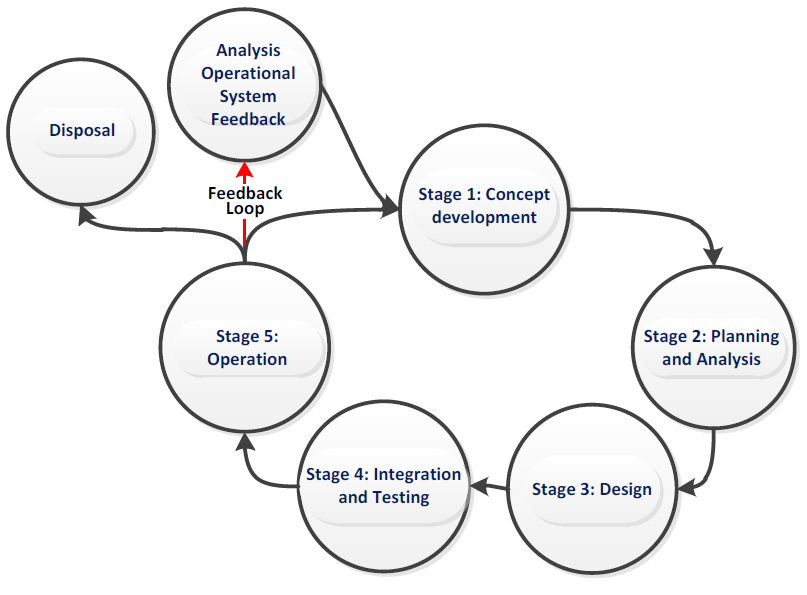 Analysis
Operational
System
Feedback
Disposal
Feedback
Loop
Stage 1: Concept
development
Stage 2: Planning
and Analysis
Stage 3: Design
Stage 4: Integration
and Testing
Stage 5:
Operation